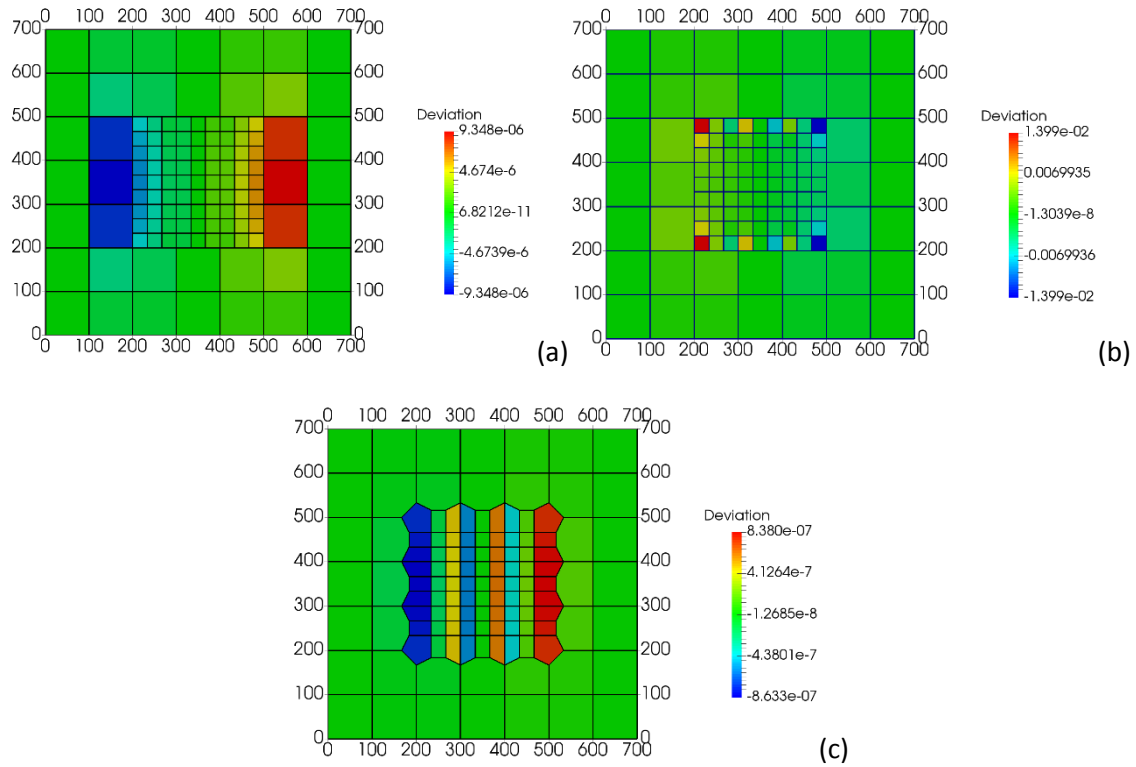 0 100 200 300 400 500 600 700
700 700
600 600
500 500
400 400
300 300
200 200
100 100
0 0
0 100 200 300 400 500 600 700
Deviation
9.348e-06
4.674e-6
6.8212e-11
-4.6739e-6
-9.348e-06
(a)
0 100 200 300 400 500 600 700
700 700
600 600
500 500
400 400
300 300
200 200
100 100
0 0
0 100 200 300 400 500 600 700
Deviation
1.399e-02
0.0069935
-1.3039e-8
-0.0069936
-1.399e-02
(b)
0 100 200 300 400 500 600 700
700 700
600 600
500 500
400 400
300 300
200 200
100 100
0 0
0 100 200 300 400 500 600 700
Deviation
8.380e-07
4.1264e-7
-1.2685e-8
-4.3801e-7
-8.633e-07
(c)